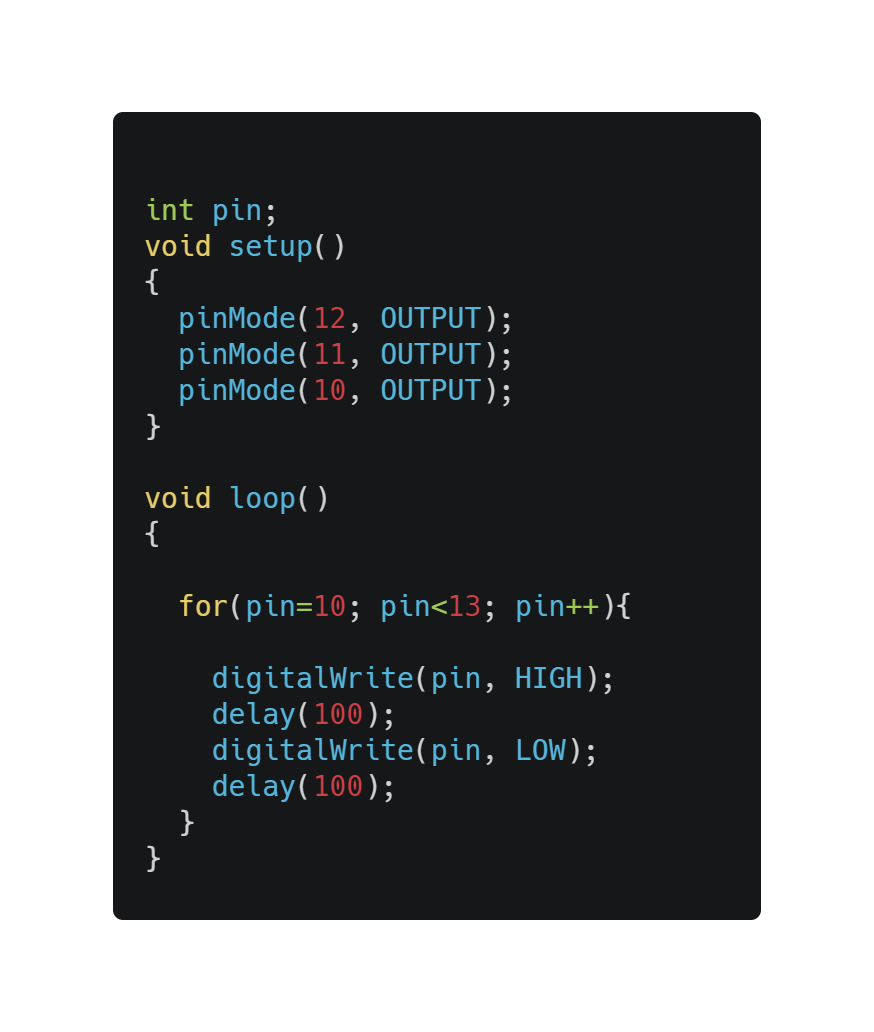 int pin;
void setup()
{
  pinMode(12, OUTPUT);
  pinMode(11, OUTPUT);
  pinMode(10, OUTPUT);
}

void loop()
{

  for(pin=10; pin<13; pin++){

    digitalWrite(pin, HIGH);
    delay(100);
    digitalWrite(pin, LOW);
    delay(100);
  }
}